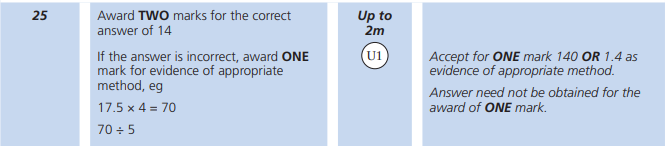 25
Award TWO marks for the correct
answer of 14
If the answer is incorrect, award ONE
mark for evidence of appropriate
method, eg
17.5 × 4 = 70
70 ÷ 5
Up to
2m
U1
Accept for ONE mark 140 OR 1.4 as
evidence of appropriate method.
Answer need not be obtained for the
award of ONE mark.